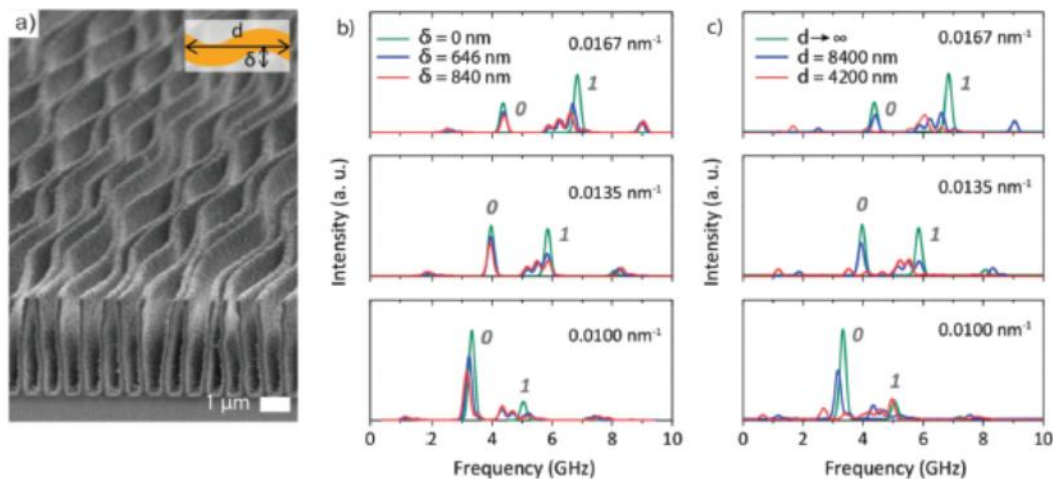 a)
d
δ
1 μm
b)
δ = 0 nm
δ = 646 nm
δ = 840 nm
0.0167 nm⁻¹
0
1
0.0135 nm⁻¹
0
1
0.0100 nm⁻¹
0
1
Intensity (a. u.)
0 2 4 6 8 10
Frequency (GHz)
c)
d → ∞
d = 8400 nm
d = 4200 nm
0.0167 nm⁻¹
0
1
0.0135 nm⁻¹
0
1
0.0100 nm⁻¹
0
1
Intensity (a. u.)
0 2 4 6 8 10
Frequency (GHz)